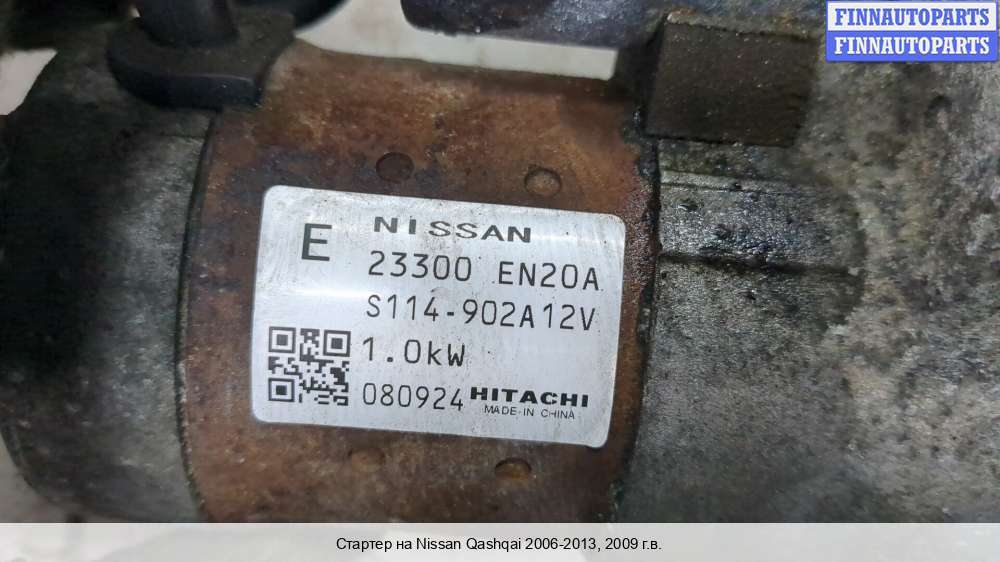 FINNAUTOPARTS
FINNAUTOPARTS
E NISSAN
23300 EN20A
S114-902A12V
1.0kW
080924 HITACHI
MADE-IN CHINA
Стартер на Nissan Qashqai 2006-2013, 2009 г.в.